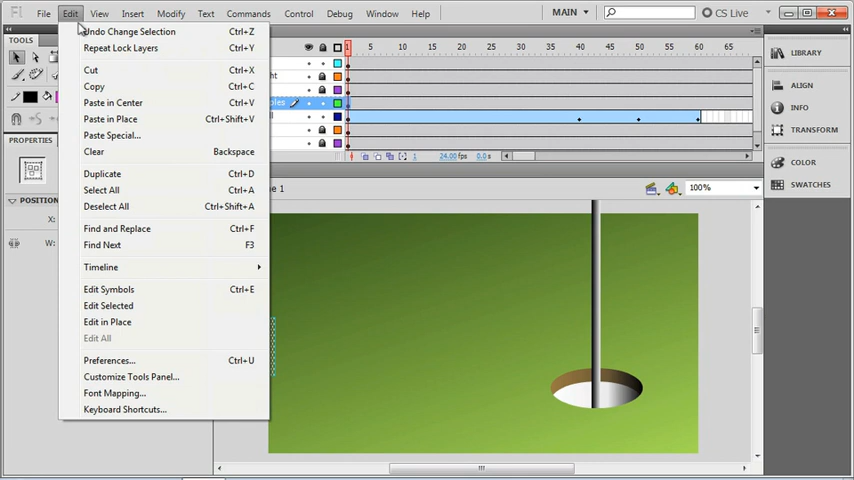 Fl File Edit View Insert Modify Text Commands Control Debug Window Help MAIN CS Live
TOOLS
PROPERTIES
POSITION
X:
W:
Undo Change Selection Ctrl+Z
Repeat Lock Layers Ctrl+Y
Cut Ctrl+X
Copy Ctrl+C
Paste in Center Ctrl+V
Paste in Place Ctrl+Shift+V
Paste Special...
Clear Backspace
Duplicate Ctrl+D
Select All Ctrl+A
Deselect All Ctrl+Shift+A
Find and Replace Ctrl+F
Find Next F3
Timeline
Edit Symbols Ctrl+E
Edit Selected
Edit in Place
Edit All
Preferences... Ctrl+U
Customize Tools Panel...
Font Mapping...
Keyboard Shortcuts...
1 5 10 15 20 25 30 35 40 45 50 55 60 65
1 24.00 fps 0.0s
100%
LIBRARY
ALIGN
INFO
TRANSFORM
COLOR
SWATCHES